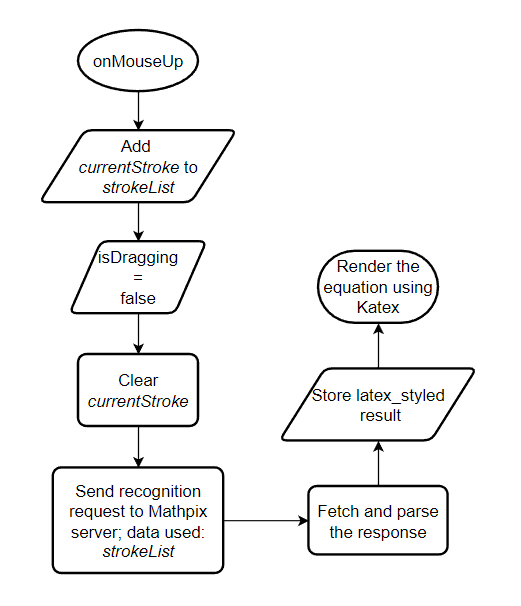 onMouseUp
Add
currentStroke to
strokeList
isDragging
=
false
Clear
currentStroke
Send recognition
request to Mathpix
server; data used:
strokeList
Fetch and parse
the response
Store latex_styled
result
Render the
equation using
Katex